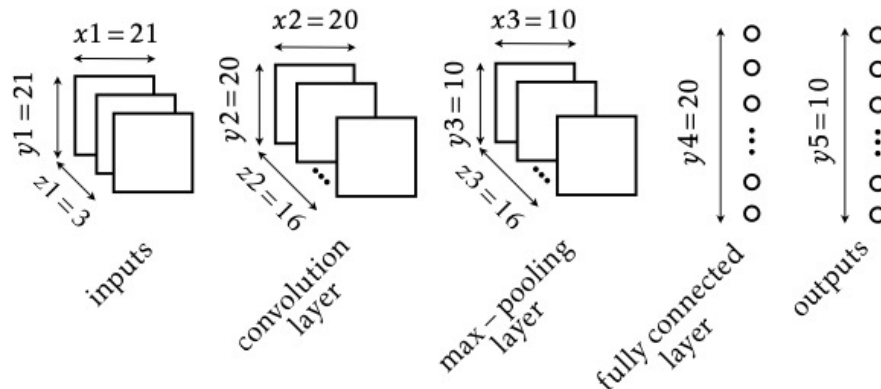 x1 = 21
y1 = 21
z1 = 3
inputs
x2 = 20
y2 = 20
z2 = 16
convolution
layer
x3 = 10
y3 = 10
z3 = 16
max – pooling
layer
y4 = 20
fully connected
layer
y5 = 10
outputs